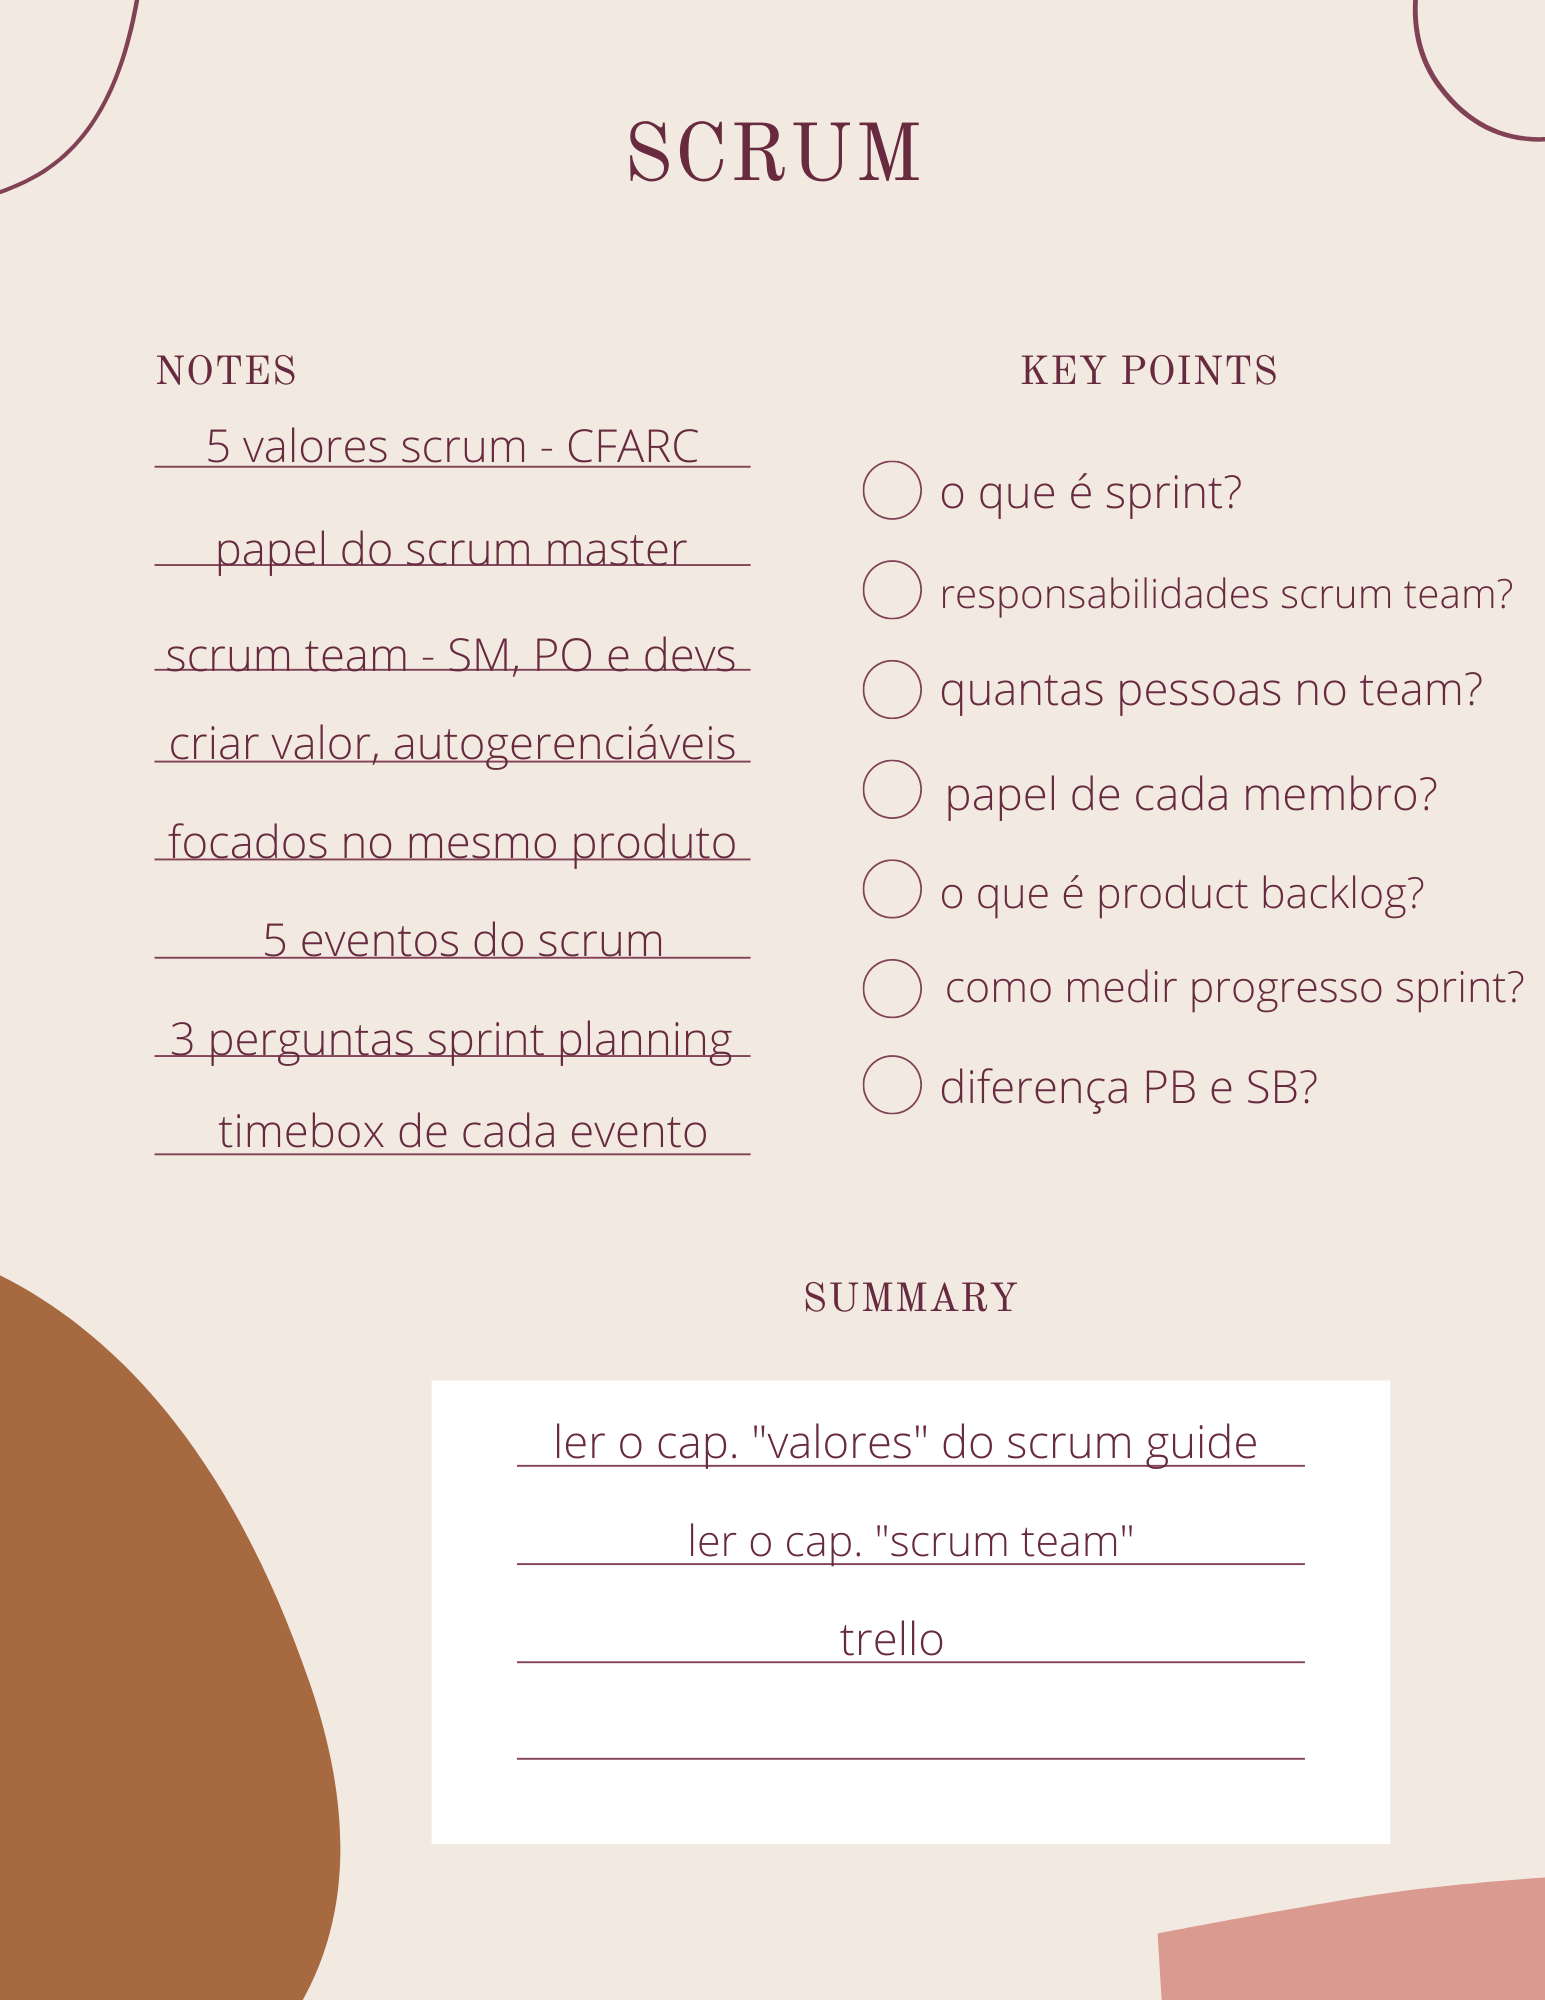 SCRUM
NOTES
5 valores scrum - CFARC
papel do scrum master
scrum team - SM, PO e devs
criar valor, autogerenciáveis
focados no mesmo produto
5 eventos do scrum
3 perguntas sprint planning
timebox de cada evento
KEY POINTS
o que é sprint?
responsabilidades scrum team?
quantas pessoas no team?
papel de cada membro?
o que é product backlog?
como medir progresso sprint?
diferença PB e SB?
SUMMARY
ler o cap. "valores" do scrum guide
ler o cap. "scrum team"
trello